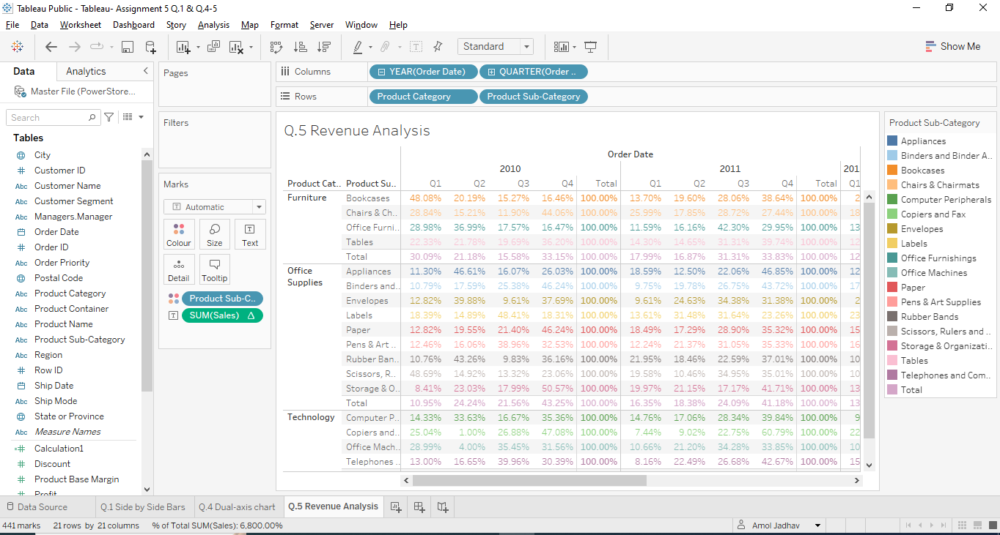 Tableau Public - Tableau- Assignment 5 Q.1 & Q.4-5
File Data Worksheet Dashboard Story Analysis Map Format Server Window Help
Standard Show Me
Data Analytics
Master File (PowerStore...
Search
Tables
City
Customer ID
Abc Customer Name
Abc Customer Segment
Abc Managers.Manager
Order Date
Order ID
Abc Order Priority
Postal Code
Abc Product Category
Abc Product Container
Abc Product Name
Abc Product Sub-Category
Abc Region
Row ID
Ship Date
Abc Ship Mode
State or Province
Abc Measure Names
Calculation1
Discount
Product Base Margin
Profit
Pages
Filters
Marks
Automatic
Colour Size Text
Detail Tooltip
Product Sub-C..
SUM(Sales)
Columns YEAR(Order Date) QUARTER(Order ..
Rows Product Category Product Sub-Category
Q.5 Revenue Analysis
Order Date
2010 2011 201
Product Cat.. Product Su.. Q1 Q2 Q3 Q4 Total Q1 Q2 Q3 Q4 Total Q1
Furniture Bookcases 48.08% 20.19% 15.27% 16.46% 100.00% 13.70% 19.60% 28.06% 38.64% 100.00% 2
Chairs & Ch.. 28.84% 15.21% 11.90% 44.06% 100.00% 25.99% 17.85% 28.72% 27.44% 100.00% 18
Office Furni.. 28.98% 36.99% 17.57% 16.47% 100.00% 11.59% 16.16% 42.30% 29.95% 100.00% 13
Tables 22.33% 21.78% 19.69% 36.20% 100.00% 14.30% 14.65% 31.31% 39.74% 100.00% 12
Total 30.09% 21.18% 15.58% 33.15% 100.00% 17.99% 16.87% 31.31% 33.83% 100.00% 12
Office Supplies Appliances 11.30% 46.61% 16.07% 26.03% 100.00% 18.59% 12.50% 22.06% 46.85% 100.00% 12
Binders and.. 10.79% 17.59% 25.38% 46.24% 100.00% 9.75% 19.78% 26.75% 43.72% 100.00% 17
Envelopes 12.82% 39.88% 9.61% 37.69% 100.00% 9.61% 24.63% 34.38% 31.38% 100.00% 2
Labels 18.39% 14.89% 48.41% 18.31% 100.00% 13.61% 31.48% 31.64% 23.26% 100.00% 23
Paper 12.82% 19.55% 21.40% 46.24% 100.00% 18.49% 17.29% 28.90% 35.32% 100.00% 15
Pens & Art .. 12.46% 16.06% 38.96% 32.53% 100.00% 12.24% 21.37% 31.05% 35.33% 100.00% 16
Rubber Ban.. 10.76% 43.26% 9.83% 36.16% 100.00% 21.95% 18.46% 22.59% 37.01% 100.00% 10
Scissors, R.. 48.69% 14.92% 13.32% 23.06% 100.00% 19.58% 10.46% 34.95% 35.01% 100.00% 10
Storage & O.. 8.41% 23.03% 17.99% 50.57% 100.00% 19.97% 21.15% 17.17% 41.71% 100.00% 13
Total 10.95% 24.24% 21.56% 43.25% 100.00% 16.35% 18.38% 24.09% 41.18% 100.00% 13
Technology Computer P.. 14.33% 33.63% 16.67% 35.36% 100.00% 14.76% 17.06% 28.34% 39.84% 100.00% 9
Copiers and.. 25.04% 1.00% 26.88% 47.08% 100.00% 7.44% 9.02% 22.75% 60.79% 100.00% 22
Office Mach.. 28.99% 4.00% 35.45% 31.56% 100.00% 10.66% 21.20% 34.28% 33.85% 100.00% 10
Telephones .. 13.00% 16.65% 39.96% 30.39% 100.00% 8.16% 22.49% 26.68% 42.67% 100.00% 15
Product Sub-Category
Appliances
Binders and Binder A..
Bookcases
Chairs & Chairmats
Computer Peripherals
Copiers and Fax
Envelopes
Labels
Office Furnishings
Office Machines
Paper
Pens & Art Supplies
Rubber Bands
Scissors, Rulers and ..
Storage & Organizati..
Tables
Telephones and Com..
Total
Data Source Q.1 Side by Side Bars Q.4 Dual-axis chart Q.5 Revenue Analysis
441 marks 21 rows by 21 columns % of Total SUM(Sales): 6,800.00% Amol Jadhav